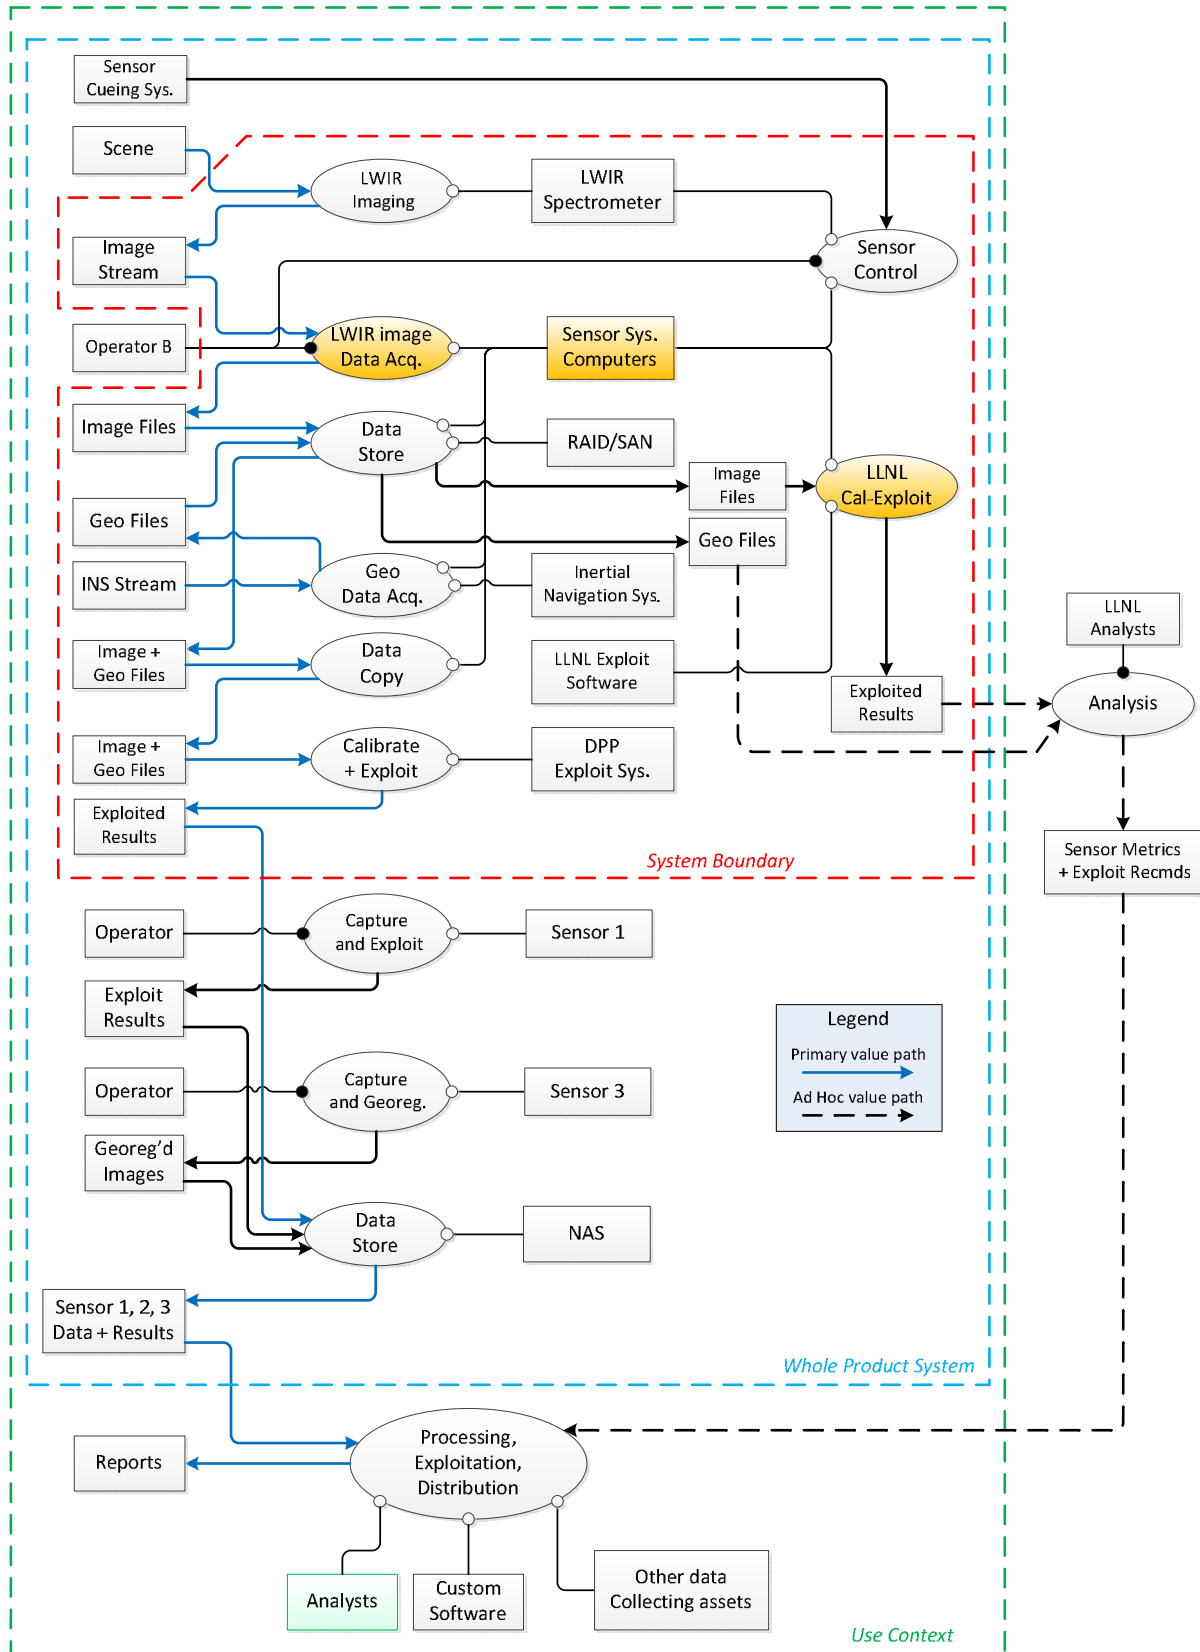 Sensor
Cueing Sys.
Scene
LWIR
Imaging
LWIR
Spectrometer
Image
Stream
Sensor
Control
Operator B
LWIR image
Data Acq.
Sensor Sys.
Computers
Image Files
Data
Store
RAID/SAN
Image
Files
LLNL
Cal-Exploit
Geo Files
Geo Files
INS Stream
Geo
Data Acq.
Inertial
Navigation Sys.
LLNL
Analysts
Image +
Geo Files
Data
Copy
LLNL Exploit
Software
Exploited
Results
Analysis
Image +
Geo Files
Calibrate
+ Exploit
DPP
Exploit Sys.
Exploited
Results
System Boundary
Sensor Metrics
+ Exploit Recmds
Operator
Capture
and Exploit
Sensor 1
Exploit
Results
Legend
Primary value path
Ad Hoc value path
Operator
Capture
and Georeg.
Sensor 3
Georeg'd
Images
Data
Store
NAS
Sensor 1, 2, 3
Data + Results
Whole Product System
Reports
Processing,
Exploitation,
Distribution
Analysts
Custom
Software
Other data
Collecting assets
Use Context